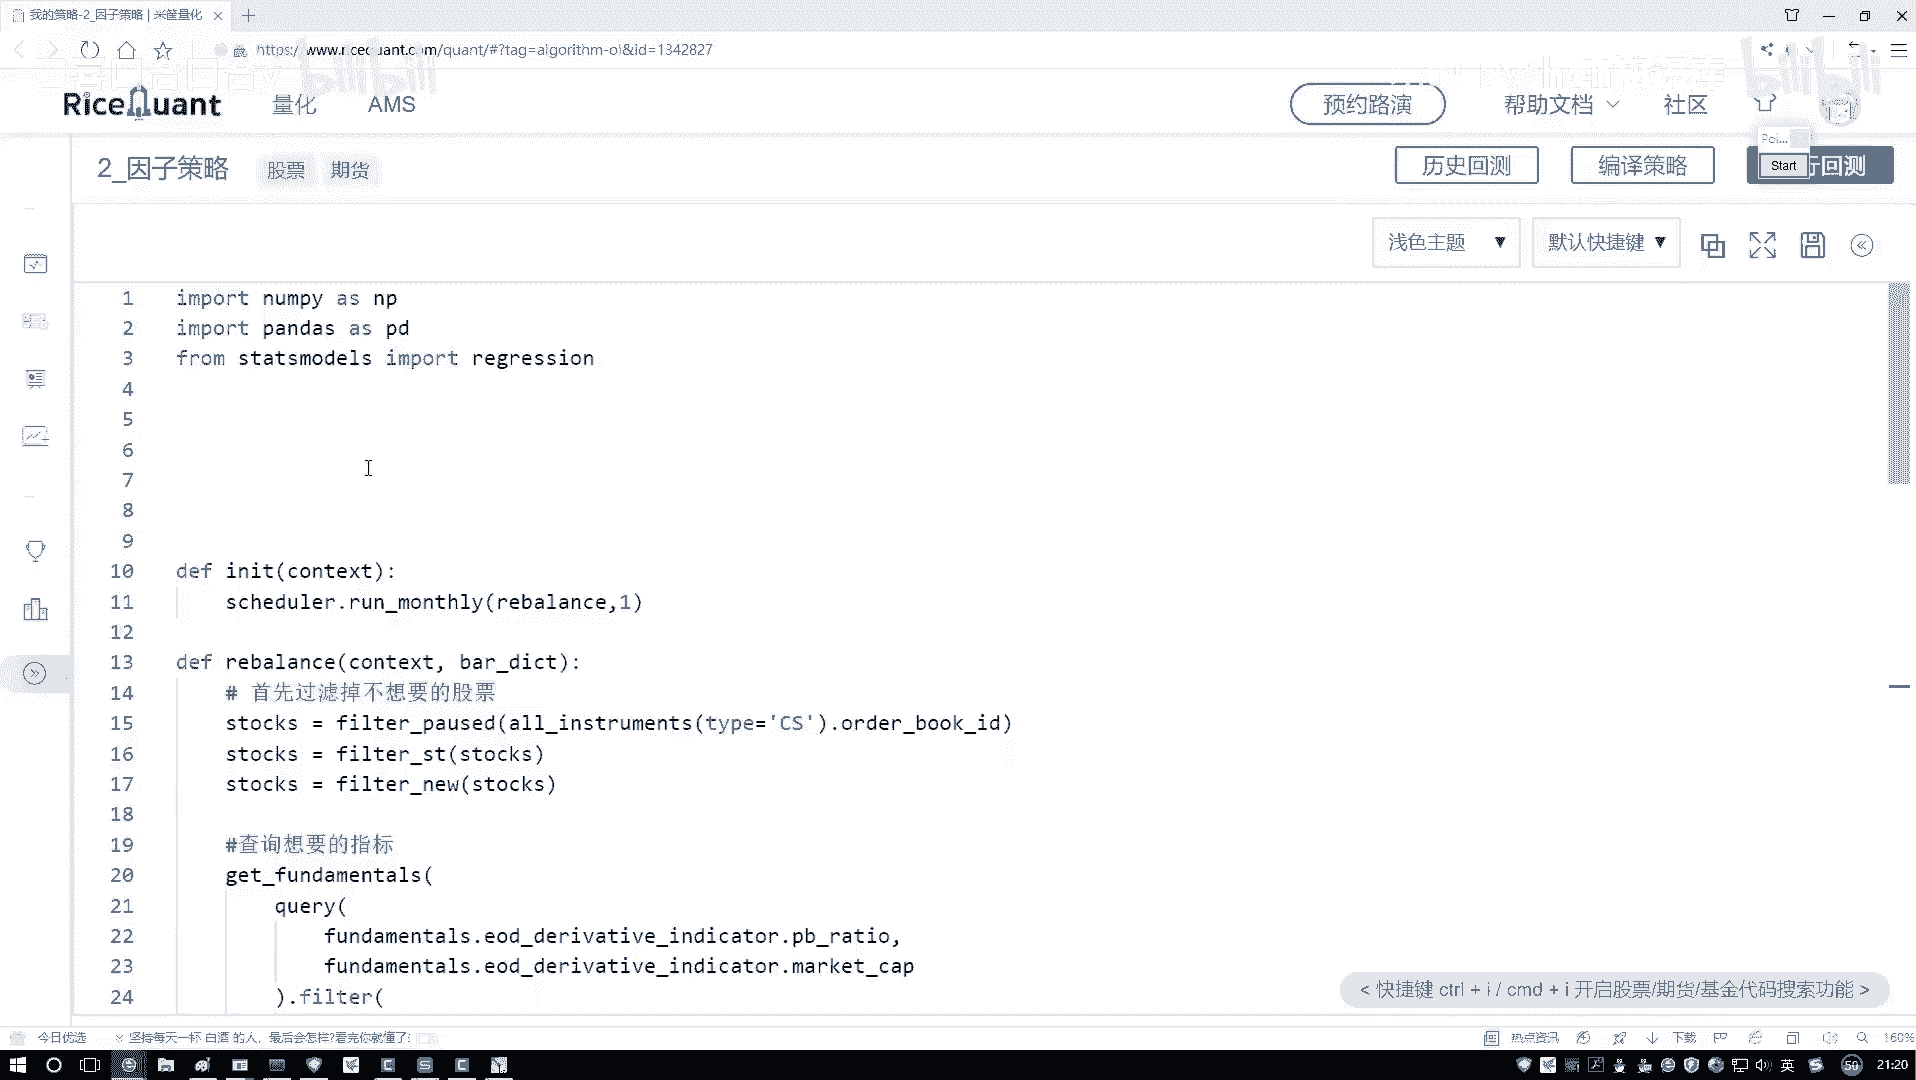 我的策略-2_因子策略 | 米筐量化
https://www.ricequant.com/quant/#?tag=algorithm-ol&id=1342827
bilibili
bilibili
RiceQuant 量化 AMS 预约路演 帮助文档 社区
Poi...
2_因子策略 股票 期货 历史回测 编译策略 Start 行回测
浅色主题 默认快捷键
1 import numpy as np
2 import pandas as pd
3 from statsmodels import regression
4
5
6
7
8
9
10 def init(context):
11 scheduler.run_monthly(rebalance,1)
12
13 def rebalance(context, bar_dict):
14 # 首先过滤掉不想要的股票
15 stocks = filter_paused(all_instruments(type='CS').order_book_id)
16 stocks = filter_st(stocks)
17 stocks = filter_new(stocks)
18
19 #查询想要的指标
20 get_fundamentals(
21 query(
22 fundamentals.eod_derivative_indicator.pb_ratio,
23 fundamentals.eod_derivative_indicator.market_cap
24 ).filter(
< 快捷键 ctrl + i / cmd + i 开启股票/期货/基金代码搜索功能 >
今日优选 坚持每天一杯 白酒 的人，最后会怎样?看完你就懂了! 热点资讯 下载 160%
英 50 21:20